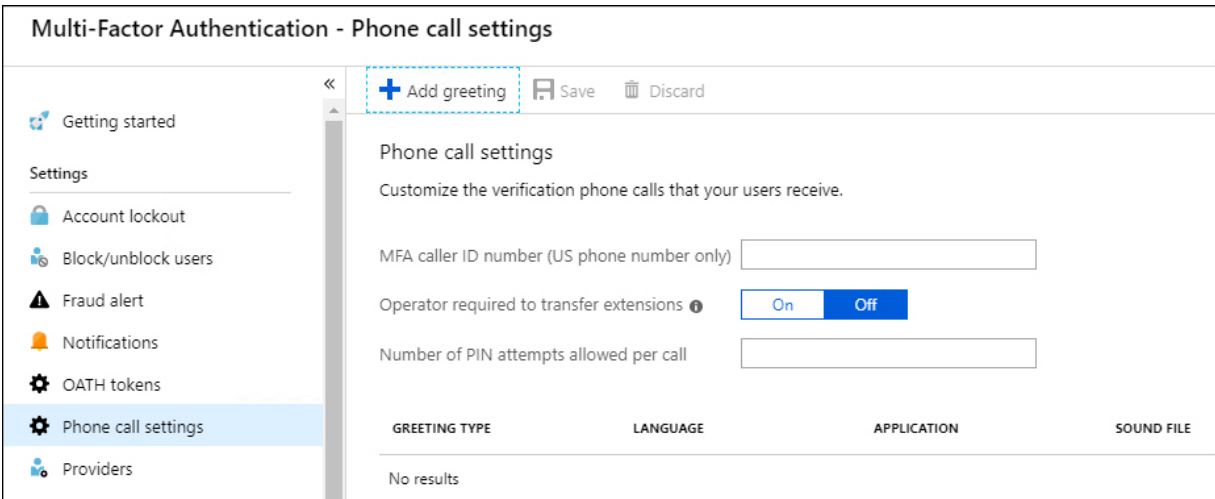 Multi-Factor Authentication - Phone call settings
«
Getting started
Settings
Account lockout
Block/unblock users
Fraud alert
Notifications
OATH tokens
Phone call settings
Providers
Add greeting Save Discard
Phone call settings
Customize the verification phone calls that your users receive.
MFA caller ID number (US phone number only)
Operator required to transfer extensions On Off
Number of PIN attempts allowed per call
GREETING TYPE LANGUAGE APPLICATION SOUND FILE
No results